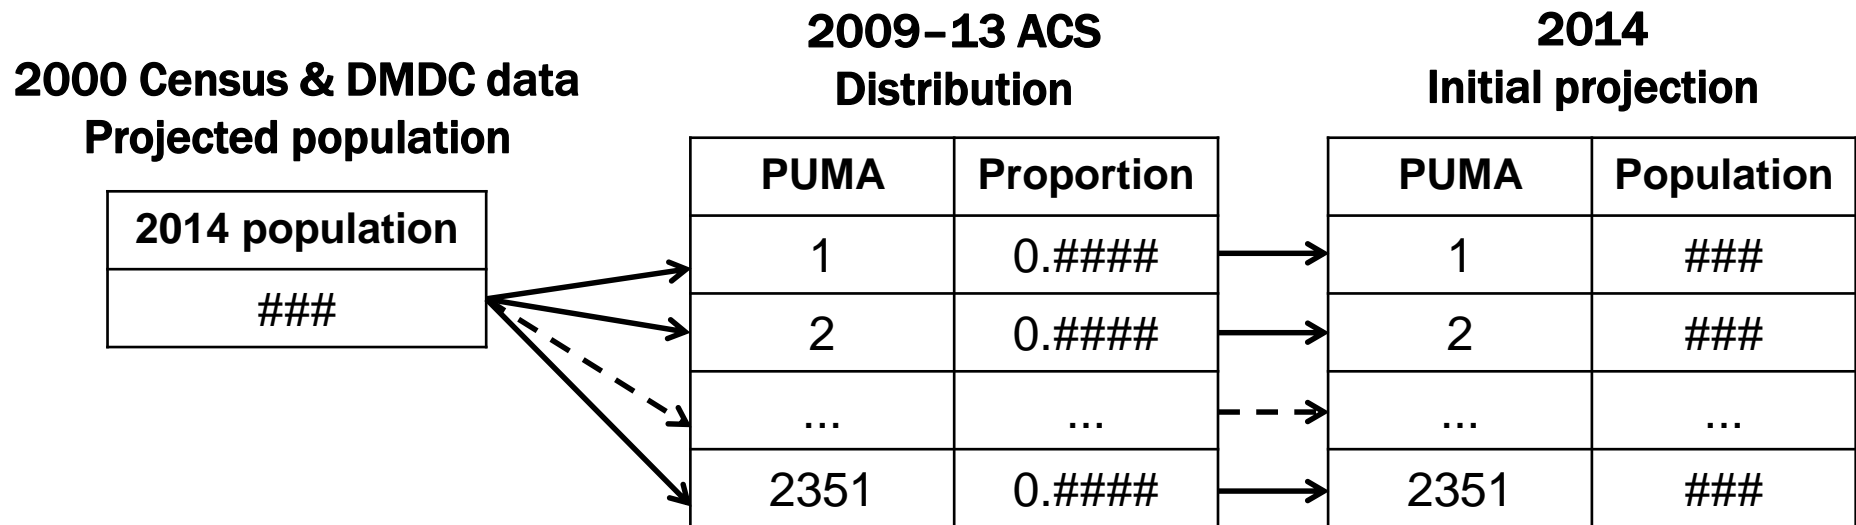 2000 Census & DMDC data
Projected population
2014 population
###
2009–13 ACS
Distribution
PUMA Proportion
1 0.####
2 0.####
... ...
2351 0.####
2014
Initial projection
PUMA Population
1 ###
2 ###
... ...
2351 ###